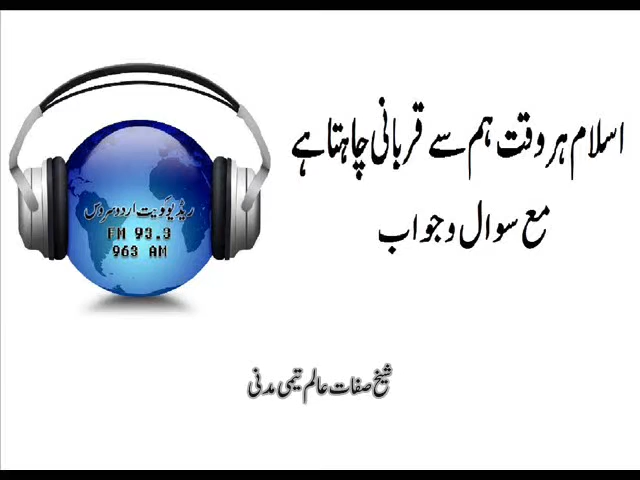 اسلام ہر وقت ہم سے قربانی چاہتا ہے
مع سوال و جواب
ریڈیو کویت اردو سروس
FM 93.3
963 AM
شیخ صفات عالم تیمی مدنی